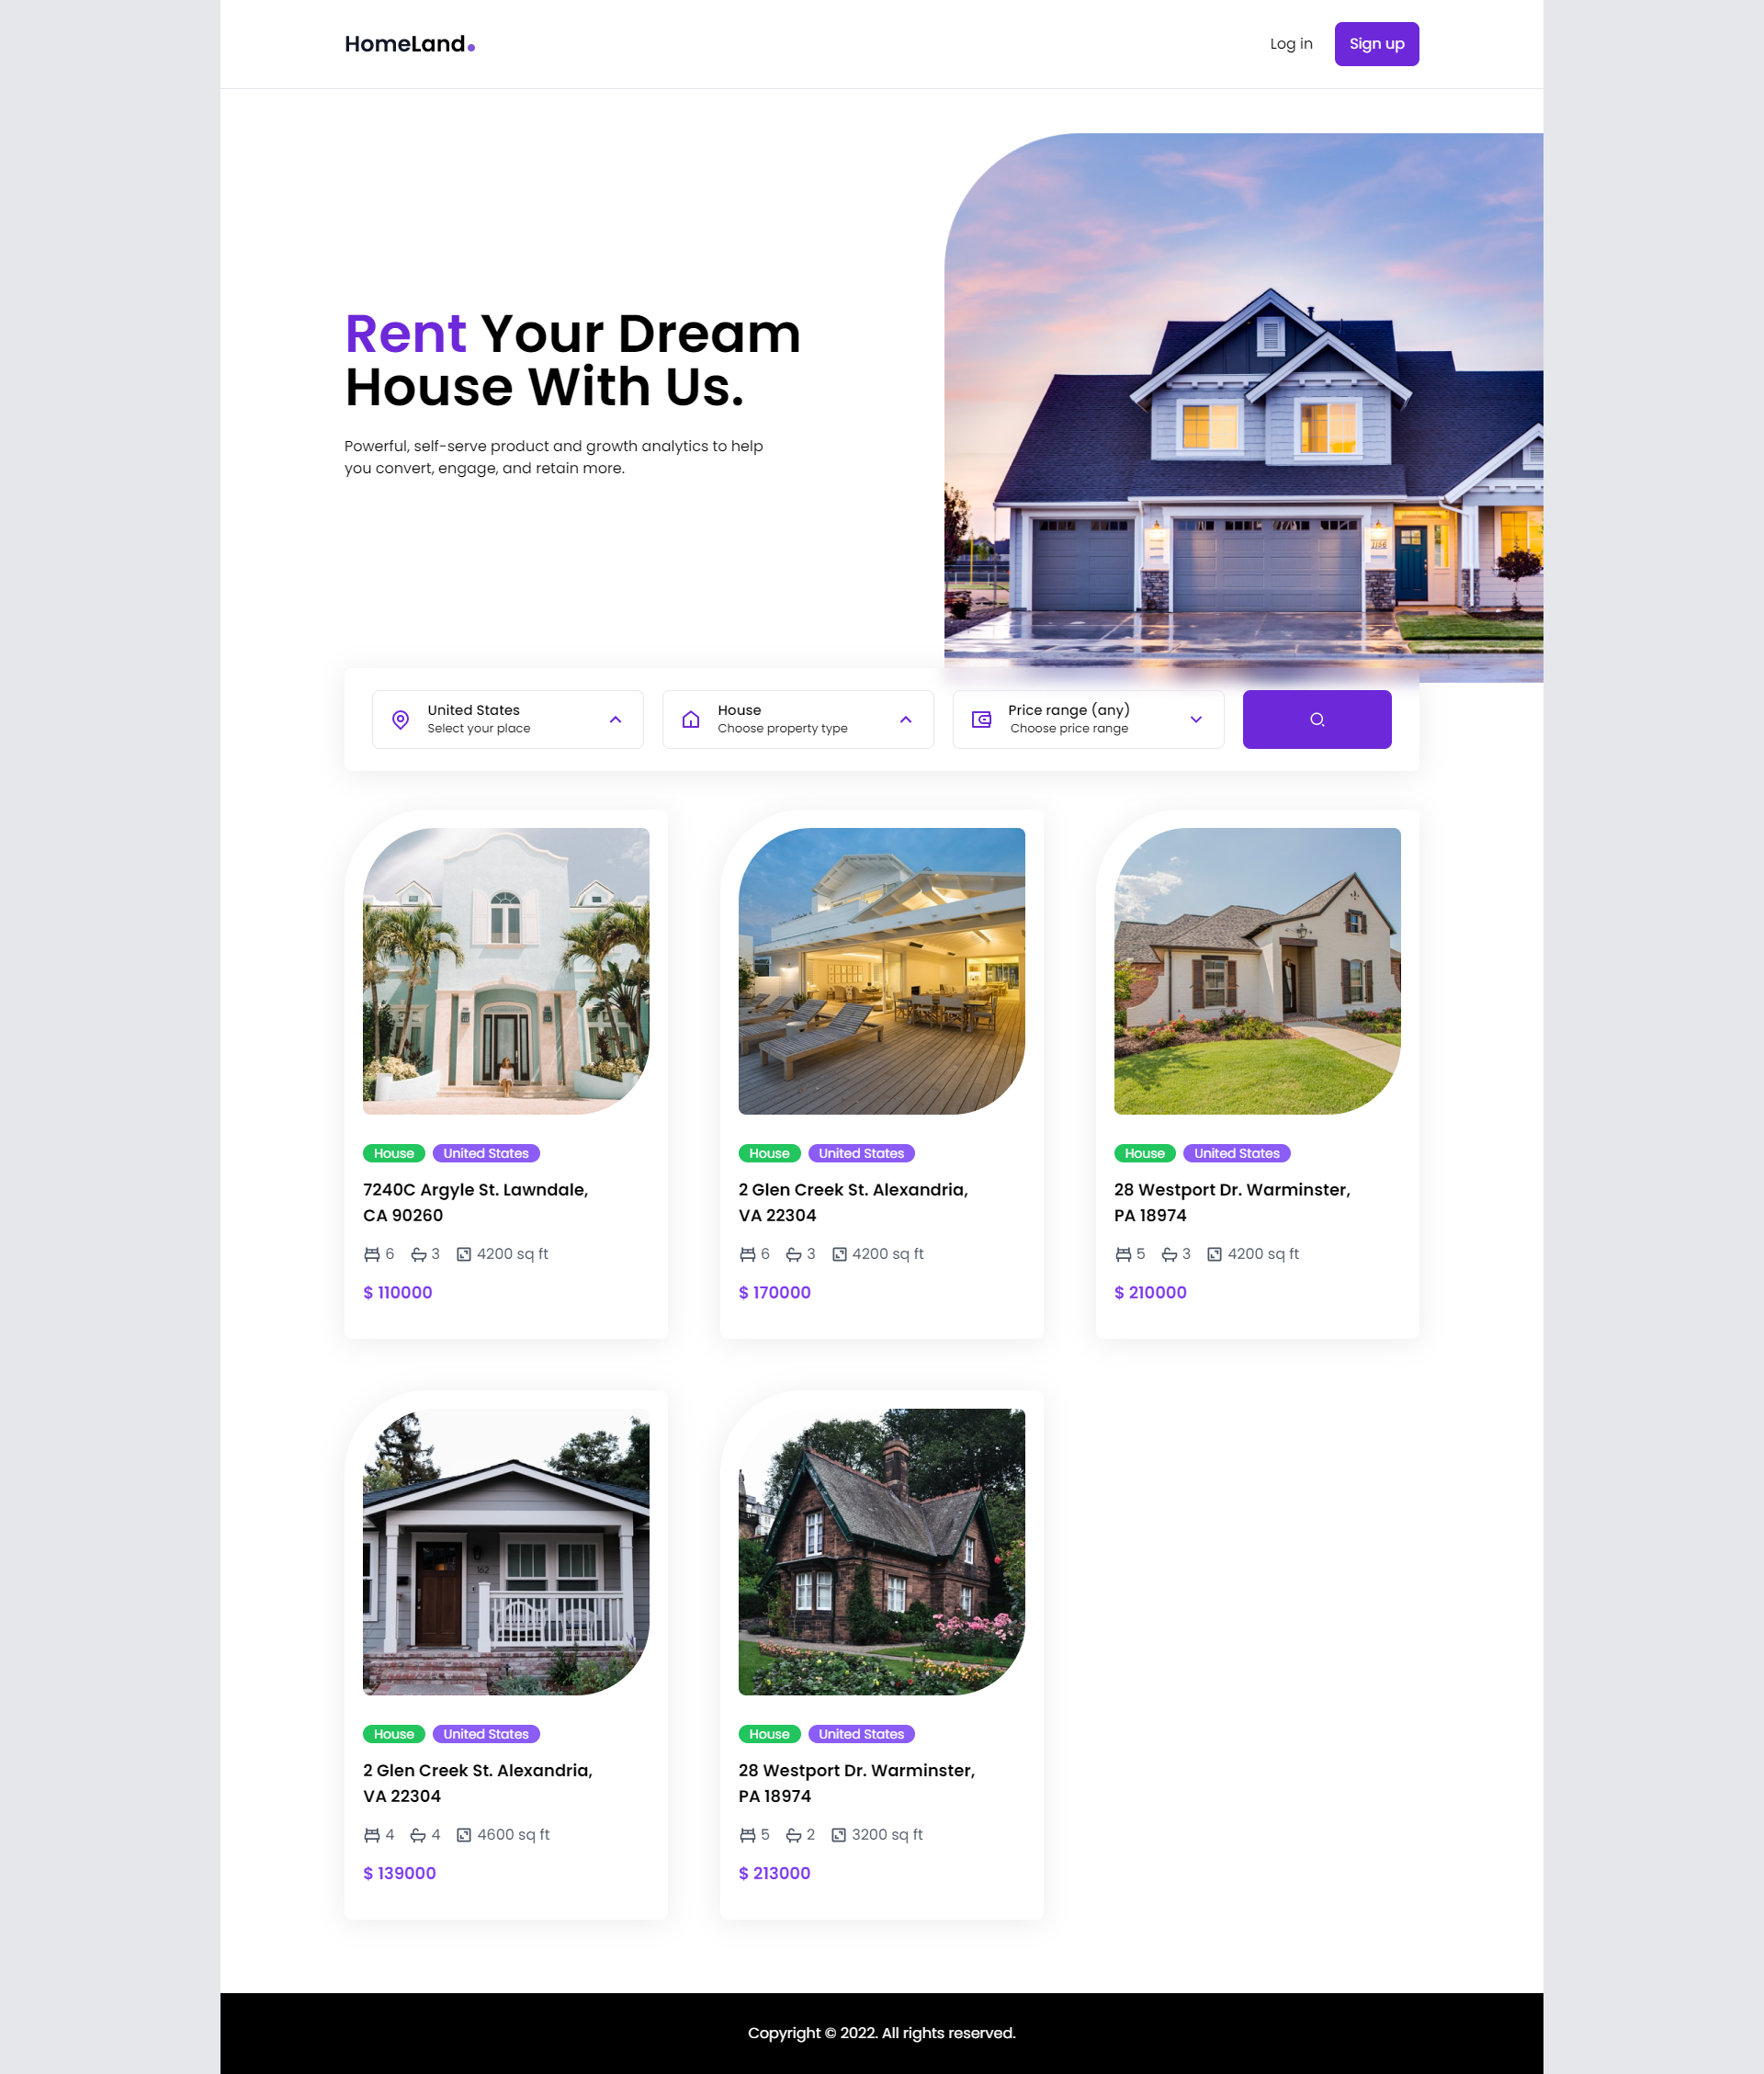 HomeLand.
Log in
Sign up
Rent Your Dream
House With Us.
Powerful, self-serve product and growth analytics to help
you convert, engage, and retain more.
United States
Select your place
House
Choose property type
Price range (any)
Choose price range
House United States
7240C Argyle St. Lawndale,
CA 90260
6 3 4200 sq ft
$ 110000
House United States
2 Glen Creek St. Alexandria,
VA 22304
6 3 4200 sq ft
$ 170000
House United States
28 Westport Dr. Warminster,
PA 18974
5 3 4200 sq ft
$ 210000
162
House United States
2 Glen Creek St. Alexandria,
VA 22304
4 4 4600 sq ft
$ 139000
House United States
28 Westport Dr. Warminster,
PA 18974
5 2 3200 sq ft
$ 213000
Copyright © 2022. All rights reserved.